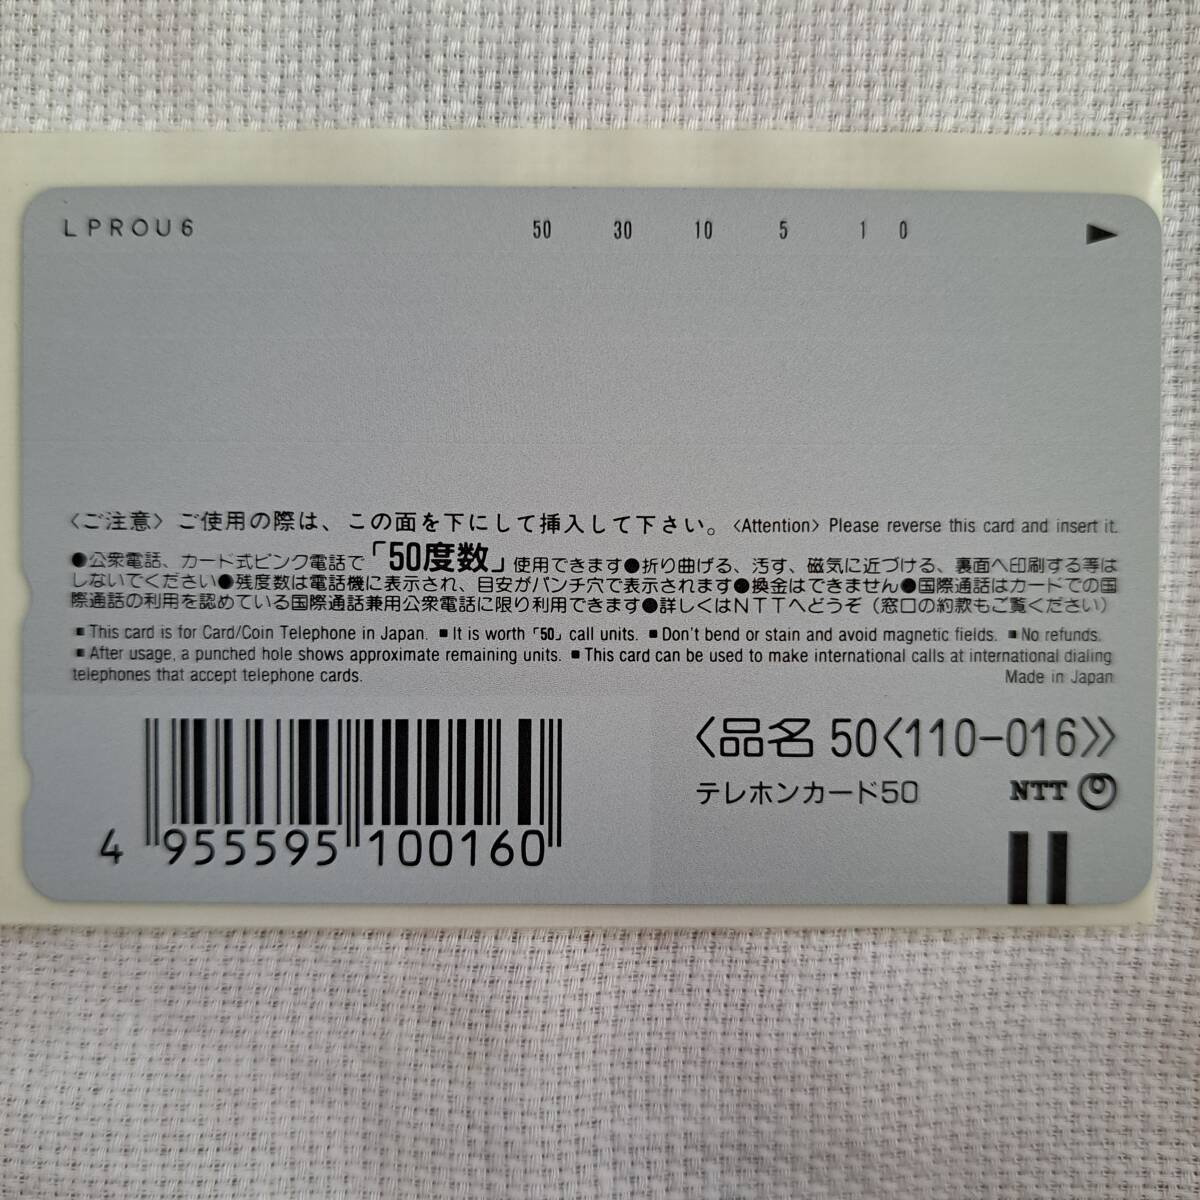 LPROU6 50 30 10 5 1 0 ▶
〈ご注意〉ご使用の際は、この面を下にして挿入して下さい。〈Attention〉Please reverse this card and insert it.
●公衆電話、カード式ピンク電話で「50度数」使用できます●折り曲げる、汚す、磁気に近づける、裏面へ印刷する等は
しないでください●残度数は電話機に表示され、目安がパンチ穴で表示されます●換金はできません●国際通話はカードでの国
際通話の利用を認めている国際通話兼用公衆電話に限り利用できます●詳しくはNTTへどうぞ(窓口の約款もご覧ください)
■This card is for Card/Coin Telephone in Japan. ■It is worth「50」call units. ■Don't bend or stain and avoid magnetic fields. ■No refunds.
■After usage, a punched hole shows approximate remaining units. ■This card can be used to make international calls at international dialing
telephones that accept telephone cards. Made in Japan
〈品名 50〈110-016〉〉
テレホンカード50 NTT
4 955595 100160